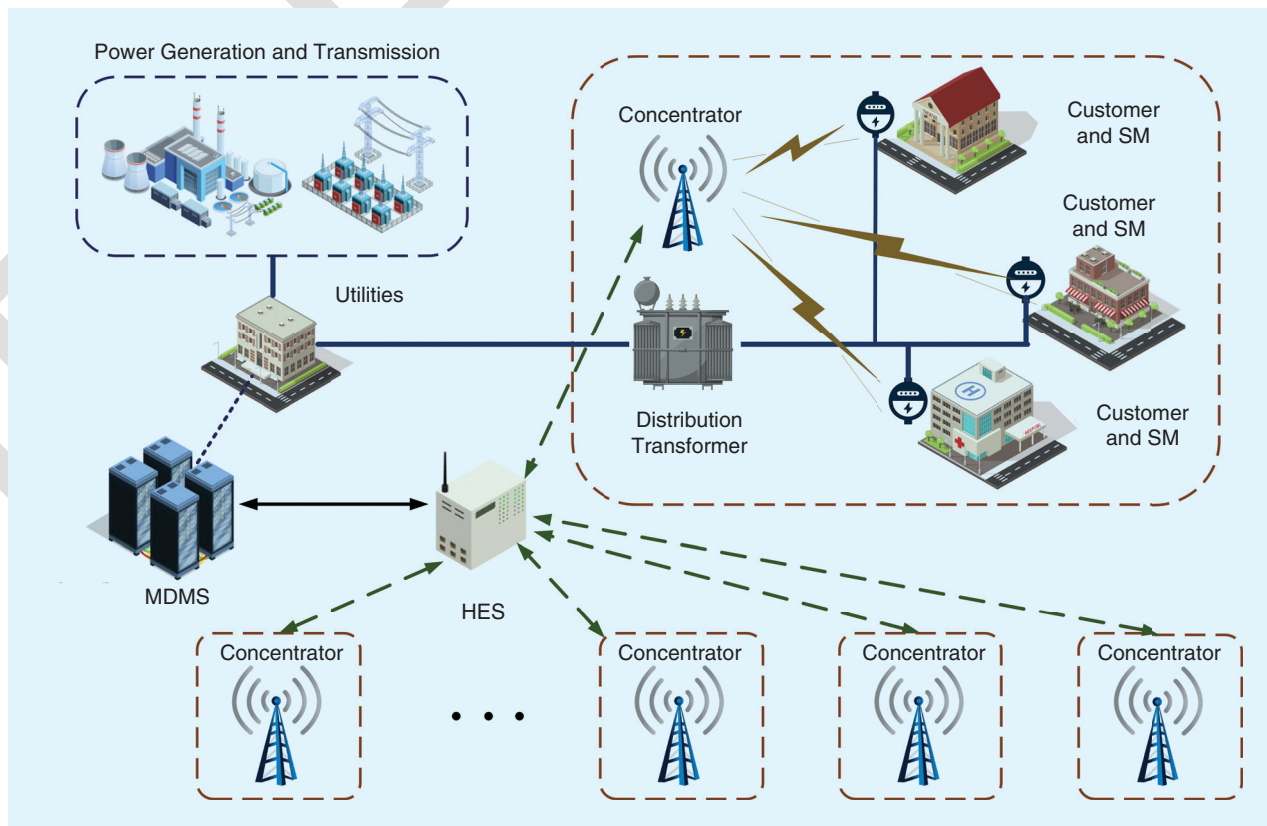 Power Generation and Transmission
Concentrator
Customer
and SM
Customer
and SM
Utilities
Distribution
Transformer
Customer
and SM
MDMS
HES
Concentrator
Concentrator
Concentrator
Concentrator
H